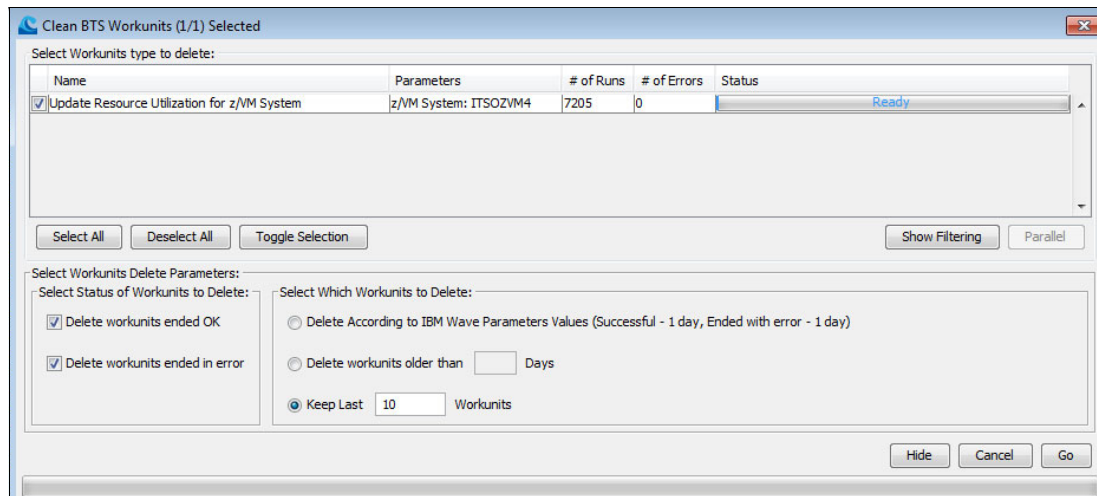 Clean BTS Workunits (1/1) Selected
Select Workunits type to delete:
Name Parameters # of Runs # of Errors Status
Update Resource Utilization for z/VM System z/VM System: ITSOZVM4 7205 0 Ready
Select All Deselect All Toggle Selection Show Filtering Parallel
Select Workunits Delete Parameters:
Select Status of Workunits to Delete: Select Which Workunits to Delete:
Delete workunits ended OK Delete According to IBM Wave Parameters Values (Successful - 1 day, Ended with error - 1 day)
Delete workunits ended in error Delete workunits older than Days
Keep Last 10 Workunits
Hide Cancel Go